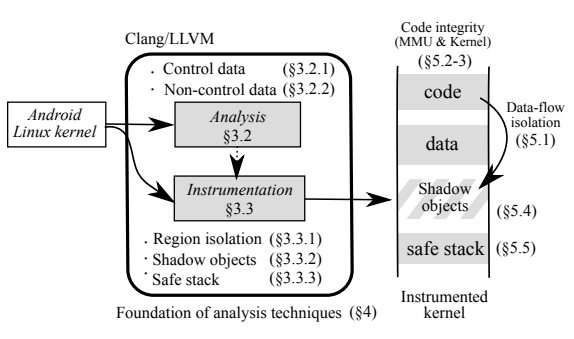 Clang/LLVM
· Control data (§3.2.1)
· Non-control data (§3.2.2)
Android
Linux kernel
Analysis
§3.2
Instrumentation
§3.3
· Region isolation (§3.3.1)
· Shadow objects (§3.3.2)
· Safe stack (§3.3.3)
Foundation of analysis techniques (§4)
Code integrity
(MMU & Kernel)
(§5.2-3)
code
data
Shadow
objects
safe stack
Data-flow
isolation
(§5.1)
(§5.4)
(§5.5)
Instrumented
kernel